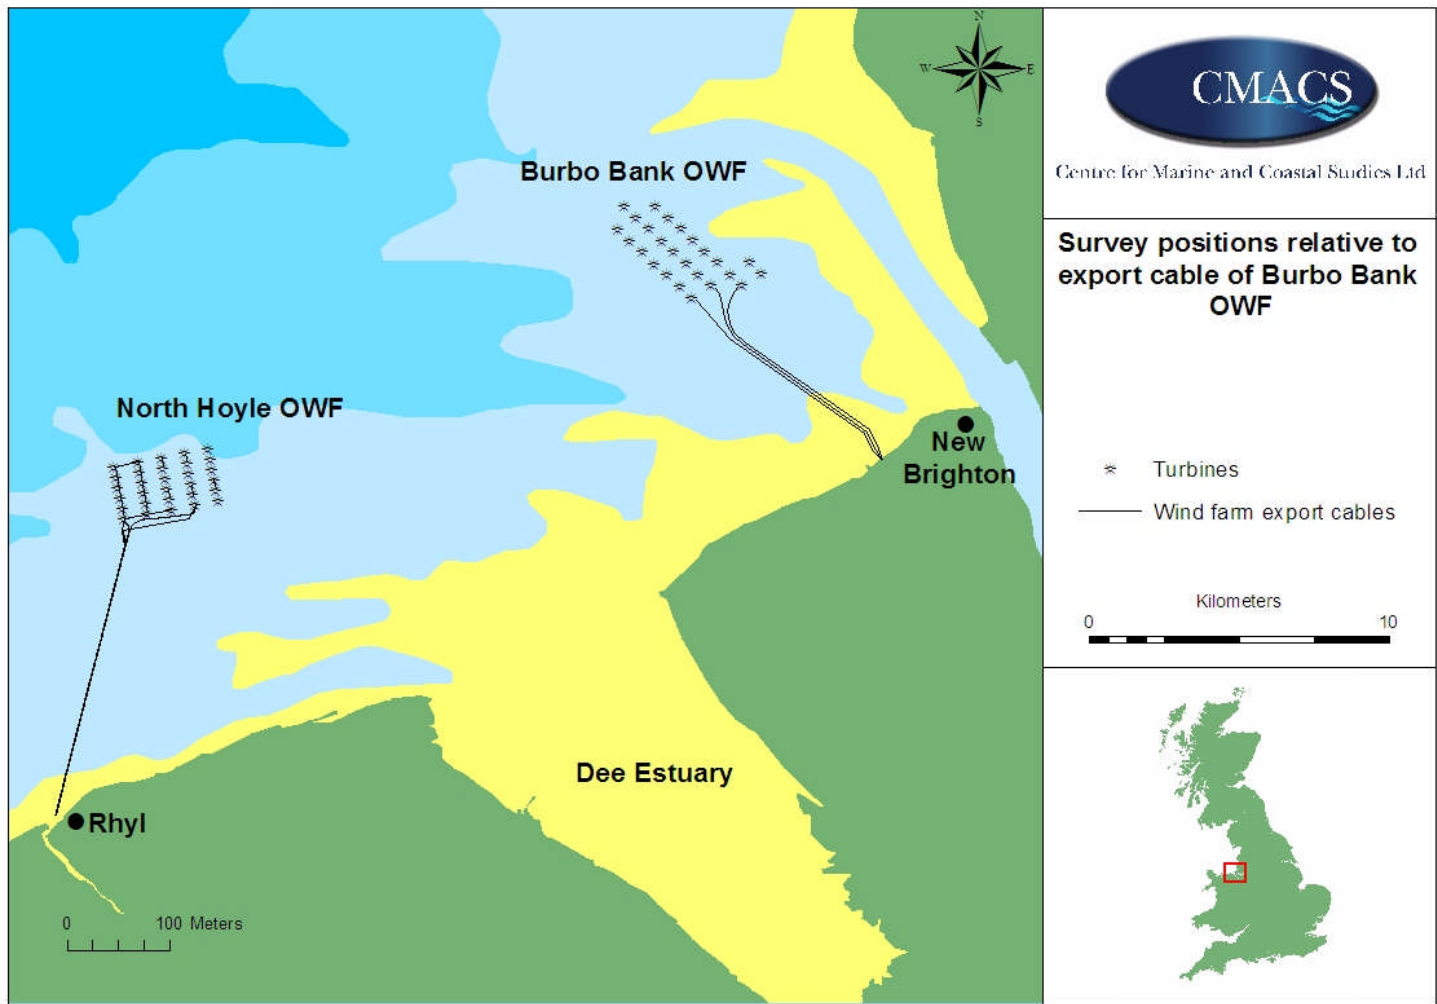 N
W E
S
Burbo Bank OWF
North Hoyle OWF
New
Brighton
Dee Estuary
Rhyl
0 100 Meters
CMACS
Centre for Marine and Coastal Studies Ltd
Survey positions relative to
export cable of Burbo Bank
OWF
Turbines
Wind farm export cables
Kilometers
0 10